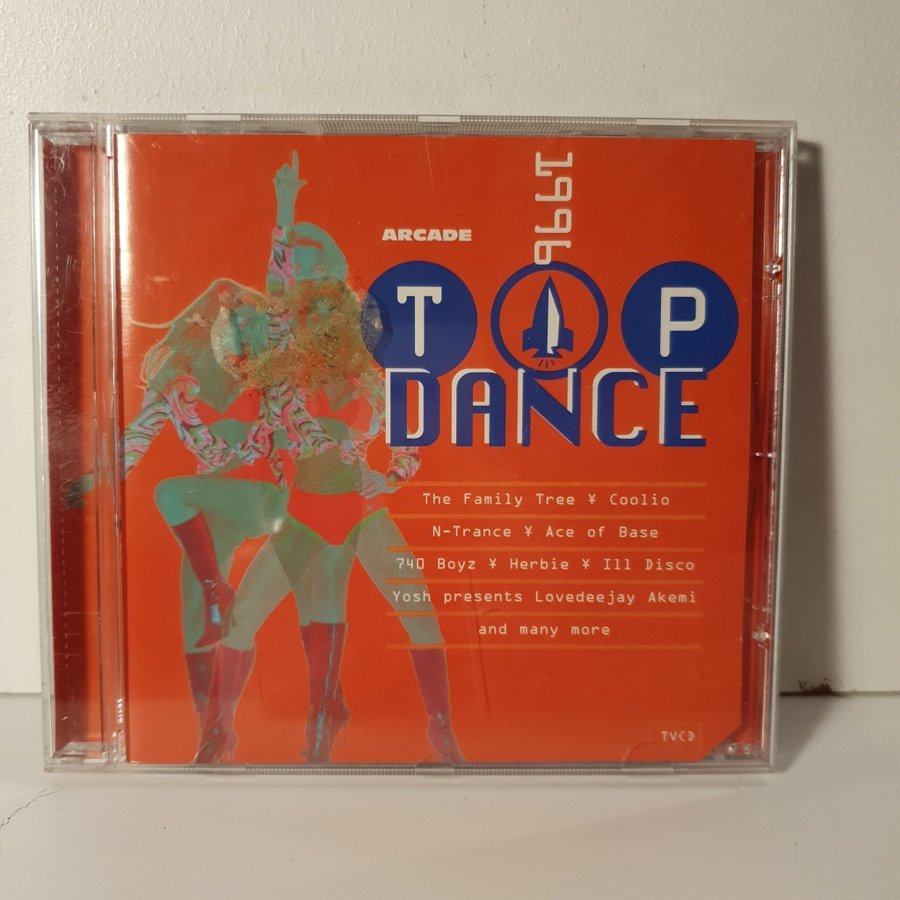 1996
ARCADE
TOP
DANCE
The Family Tree ¥ Coolio
N-Trance ¥ Ace of Base
740 Boyz ¥ Herbie ¥ Ill Disco
Yosh presents Lovedeejay Akemi
and many more
TVCD